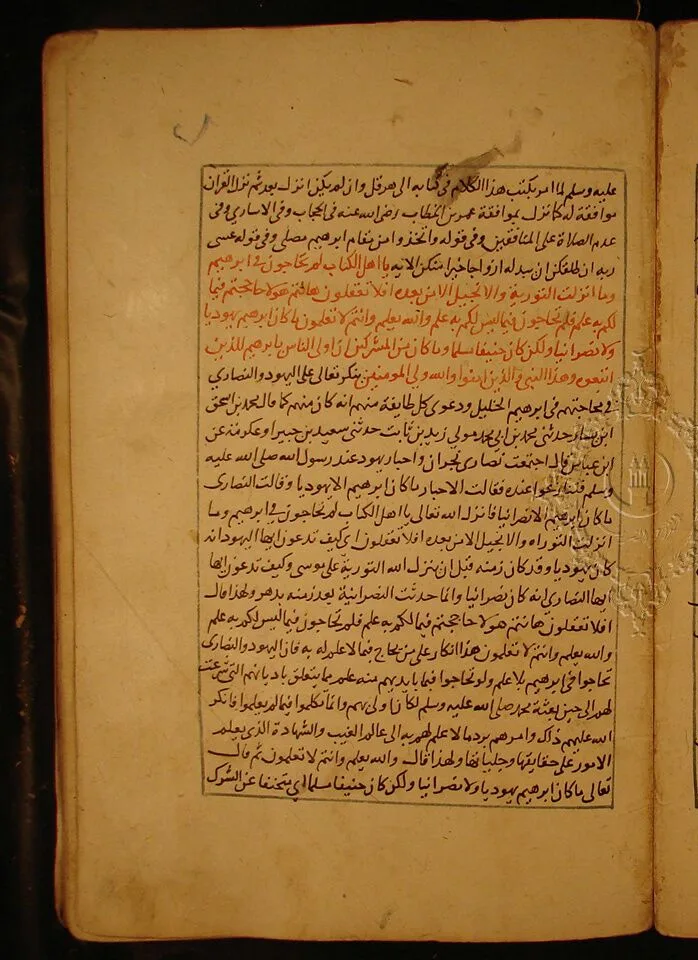 عليه وسلم لما امر بكتب هذا الكلام في كتابه الى هرقل وان لم يكن انزل بعد ثم نزل القران
موافقة له كما نزل بموافقة عمر بن الخطاب رضي الله عنه في الحجاب وفي الاسارى وفي
عدم الصلاة على المنافقين وفي قوله واتخذوا من مقام ابرهيم مصلى وفي قوله عسى
ربه ان طلقكن ان يبدله ازواجا خيرا منكن الايه يا اهل الكتاب لم تحاجون في ابرهيم
وما انزلت التورية والانجيل الا من بعده افلا تعقلون ها انتم هولا حاججتم فيما
لكم به علم فلم تحاجون فيما ليس لكم به علم والله يعلم وانتم لا تعلمون ما كان ابرهيم يهوديا
ولا نصرانيا ولكن كان حنيفا مسلما وما كان من المشركين ان اولى الناس بابرهيم للذين
اتبعوه وهذا النبي والذين امنوا والله ولي المومنين ينكر تعالى على اليهود والنصارى
في محاجتهم في ابرهيم الخليل ودعوى كل طايفة منهم انه كان منهم كما قال محمد بن اسحق
ابن يسار حدثني محمد بن ابي محمد مولى زيد بن ثابت حدثني سعيد بن جبير او عكرمة عن
ابن عباس قال اجتمعت نصارى نجران واحبار يهود عند رسول الله صلى الله عليه
وسلم فتنازعوا عنده فقالت الاحبار ما كان ابرهيم الا يهوديا وقالت النصارى
ما كان ابرهيم الا نصرانيا فانزل الله تعالى يا اهل الكتاب لم تحاجون في ابرهيم وما
انزلت التوراه والانجيل الا من بعده افلا تعقلون اي كيف تدعون ايها اليهود انه
كان يهوديا وقد كان زمنه قبل ان ينزل الله التورية على موسى وكيف تدعون ايها
ايها النصارى انه كان نصرانيا وانما حدثت النصرانية بعد زمنه بدهر ولهذا قال
افلا تعقلون ها انتم هولا حاججتم فيما لكم به علم فلم تحاجون فيما ليس لكم به علم
والله يعلم وانتم لا تعلمون هذا انكار على من يحاج فيما لا علم له به فان اليهود والنصارى
تحاجوا في ابرهيم بلا علم ولو تحاجوا فيما بايديهم منه علم مما يتعلق باديانهم التي شرعت
لهم الى حين بعثة محمد صلى الله عليه وسلم لكان اولى بهم وانما تكلموا فيما لم يعلموا فانكر
الله عليهم ذلك وامرهم برد ما لا علم لهم به الى عالم الغيب والشهادة الذي يعلم
الامور على حقايقها وجلياتها ولهذا قال والله يعلم وانتم لا تعلمون ثم قال
تعالى ما كان ابرهيم يهوديا ولا نصرانيا ولكن كان حنيفا مسلما اي متحنفا عن الشرك